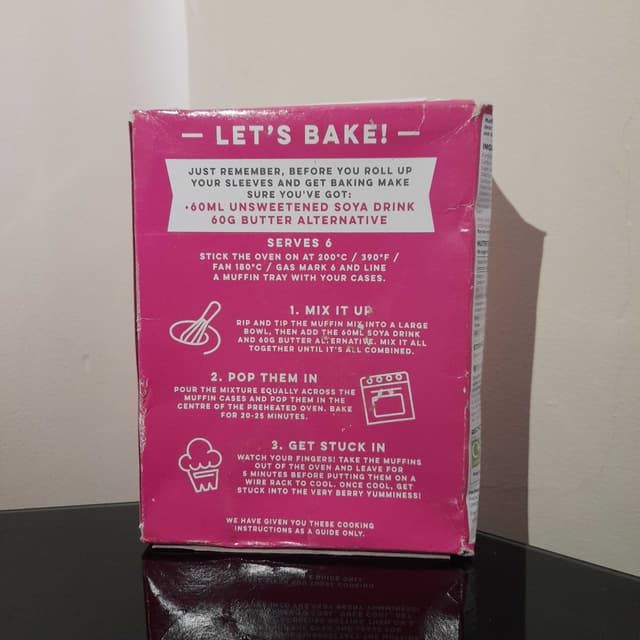 — LET'S BAKE! —
JUST REMEMBER, BEFORE YOU ROLL UP
YOUR SLEEVES AND GET BAKING MAKE
SURE YOU'VE GOT:
•60ML UNSWEETENED SOYA DRINK
60G BUTTER ALTERNATIVE
SERVES 6
STICK THE OVEN ON AT 200°C / 390°F /
FAN 180°C / GAS MARK 6 AND LINE
A MUFFIN TRAY WITH YOUR CASES.
1. MIX IT UP
RIP AND TIP THE MUFFIN MIX INTO A LARGE
BOWL, THEN ADD THE 60ML SOYA DRINK
AND 60G BUTTER ALTERNATIVE. MIX IT ALL
TOGETHER UNTIL IT'S ALL COMBINED.
2. POP THEM IN
POUR THE MIXTURE EQUALLY ACROSS THE
MUFFIN CASES AND POP THEM IN THE
CENTRE OF THE PREHEATED OVEN. BAKE
FOR 20-25 MINUTES.
3. GET STUCK IN
WATCH YOUR FINGERS! TAKE THE MUFFINS
OUT OF THE OVEN AND LEAVE FOR
5 MINUTES BEFORE PUTTING THEM ON A
WIRE RACK TO COOL. ONCE COOL, GET
STUCK INTO THE VERY BERRY YUMMINESS!
WE HAVE GIVEN YOU THESE COOKING
INSTRUCTIONS AS A GUIDE ONLY.